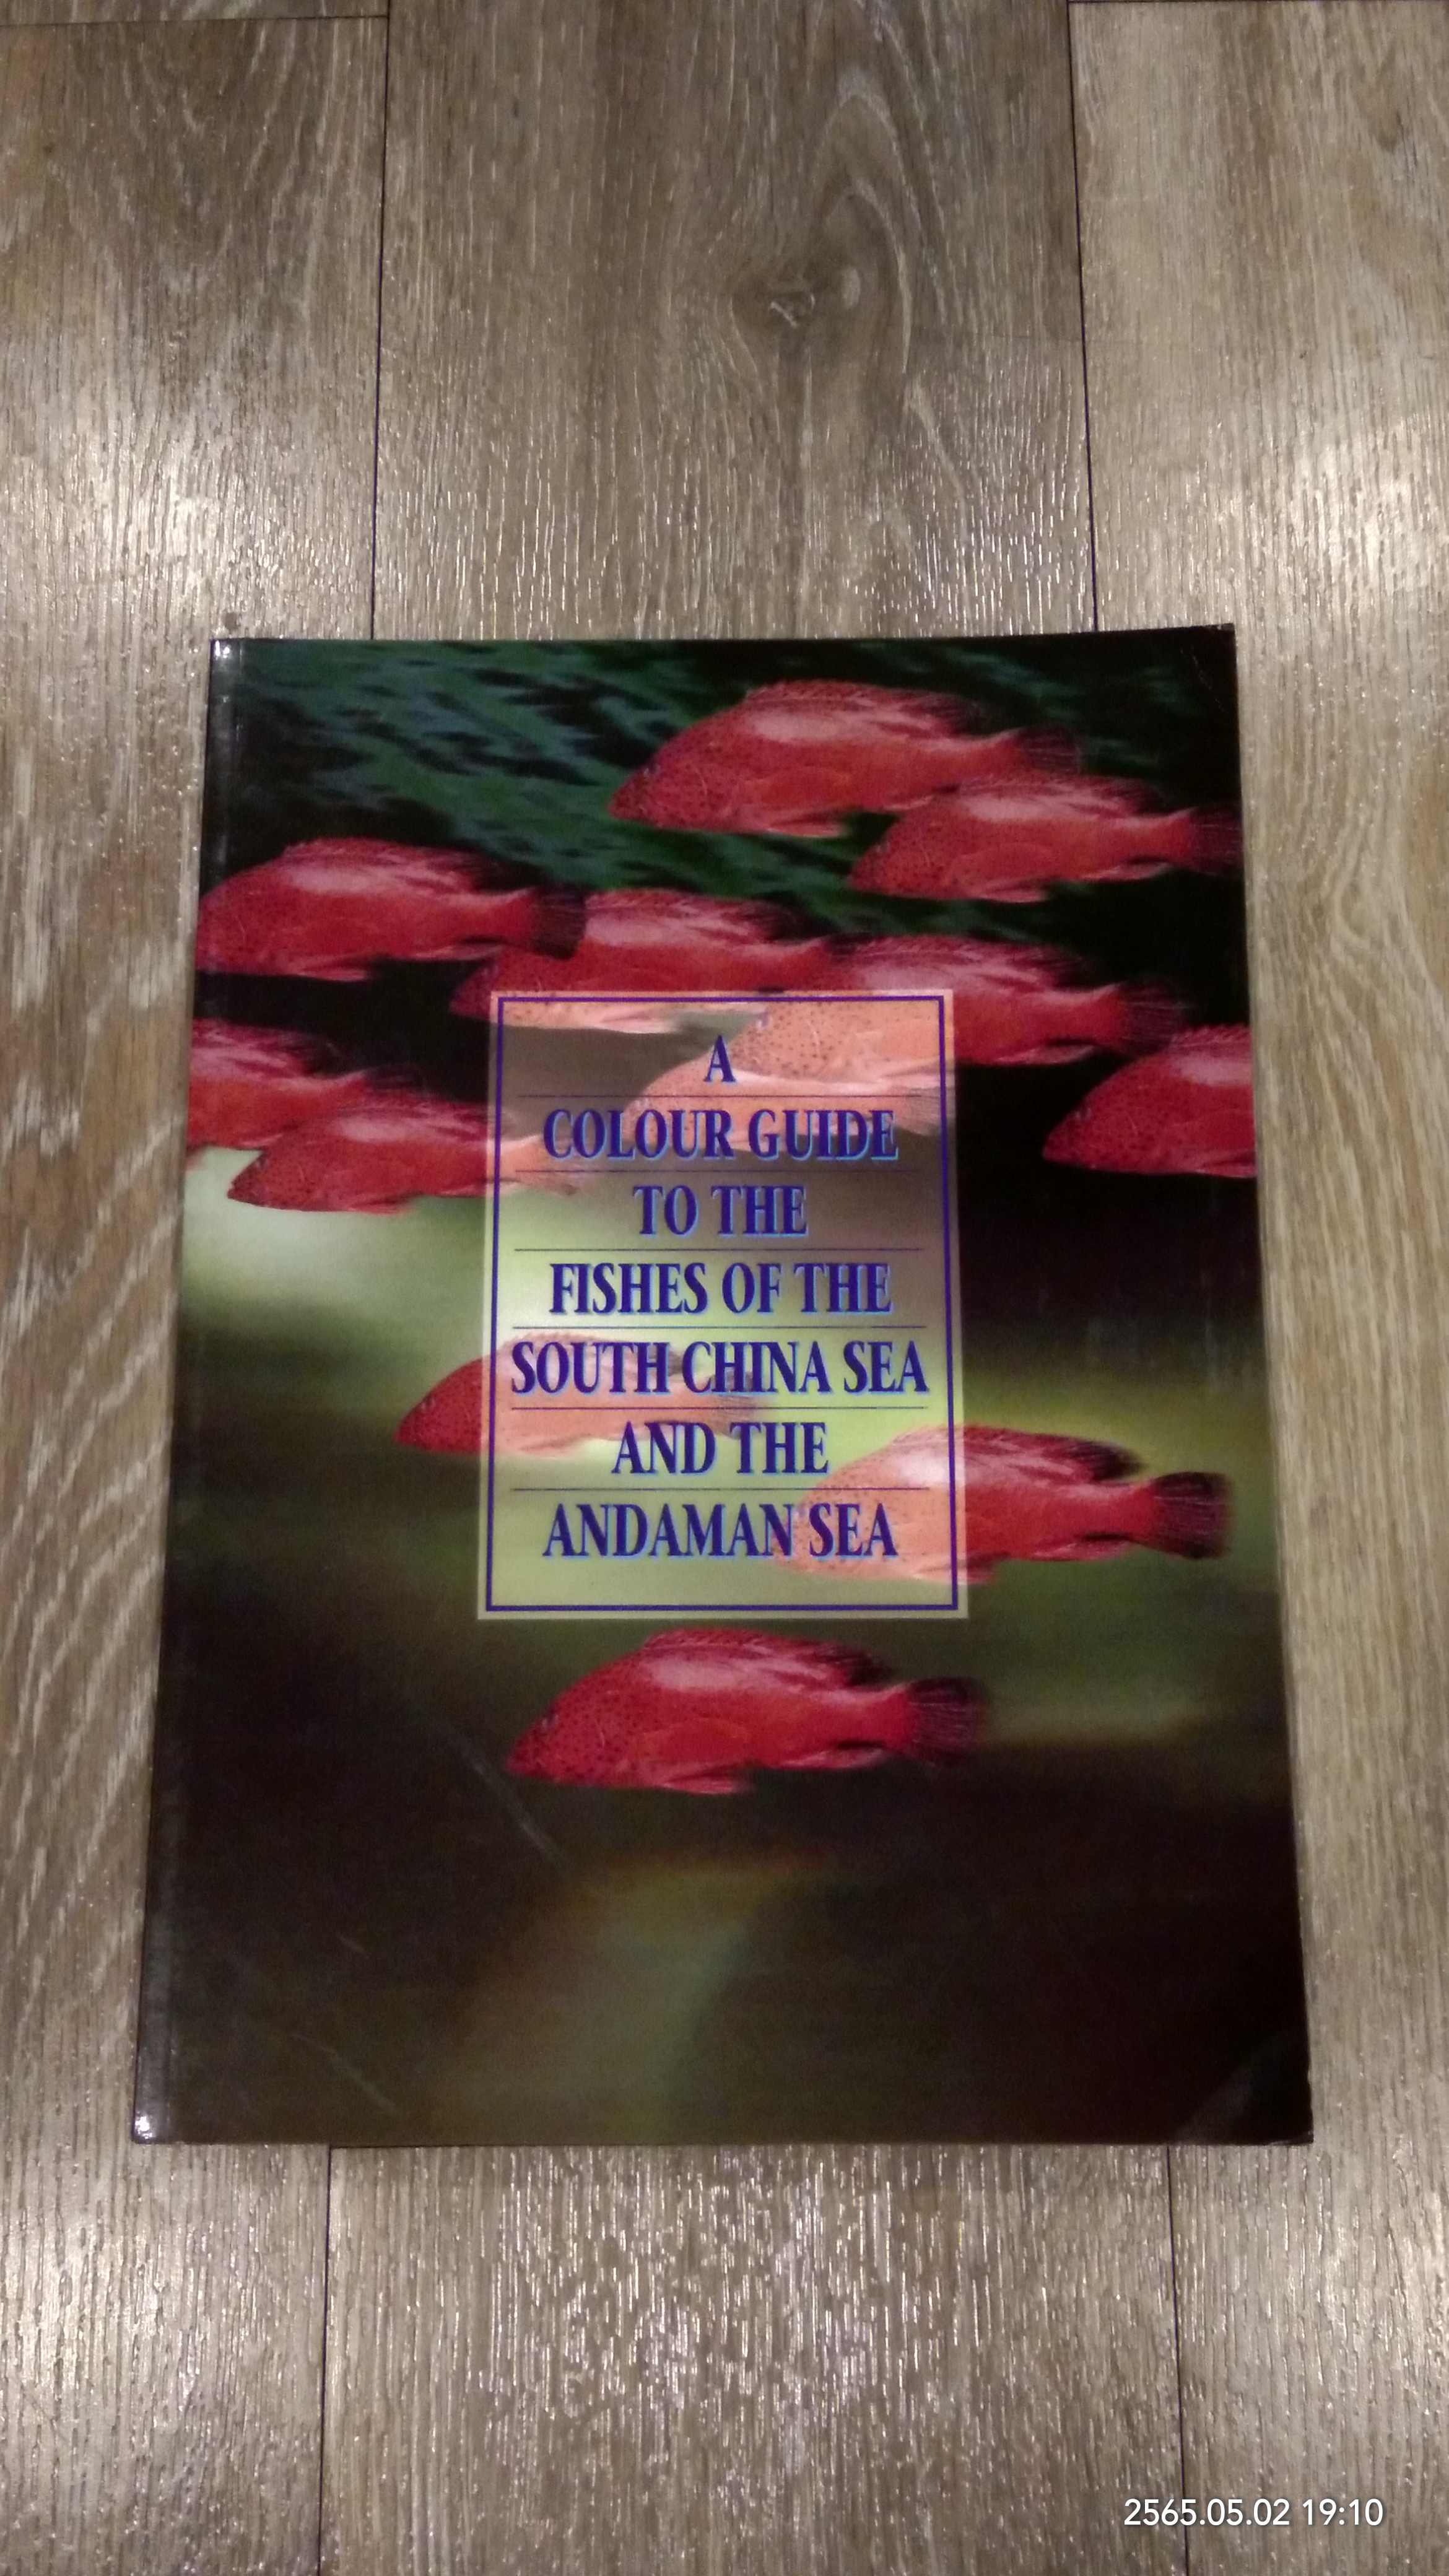 A
COLOUR GUIDE
TO THE
FISHES OF THE
SOUTH CHINA SEA
AND THE
ANDAMAN SEA
2565.05.02 19:10